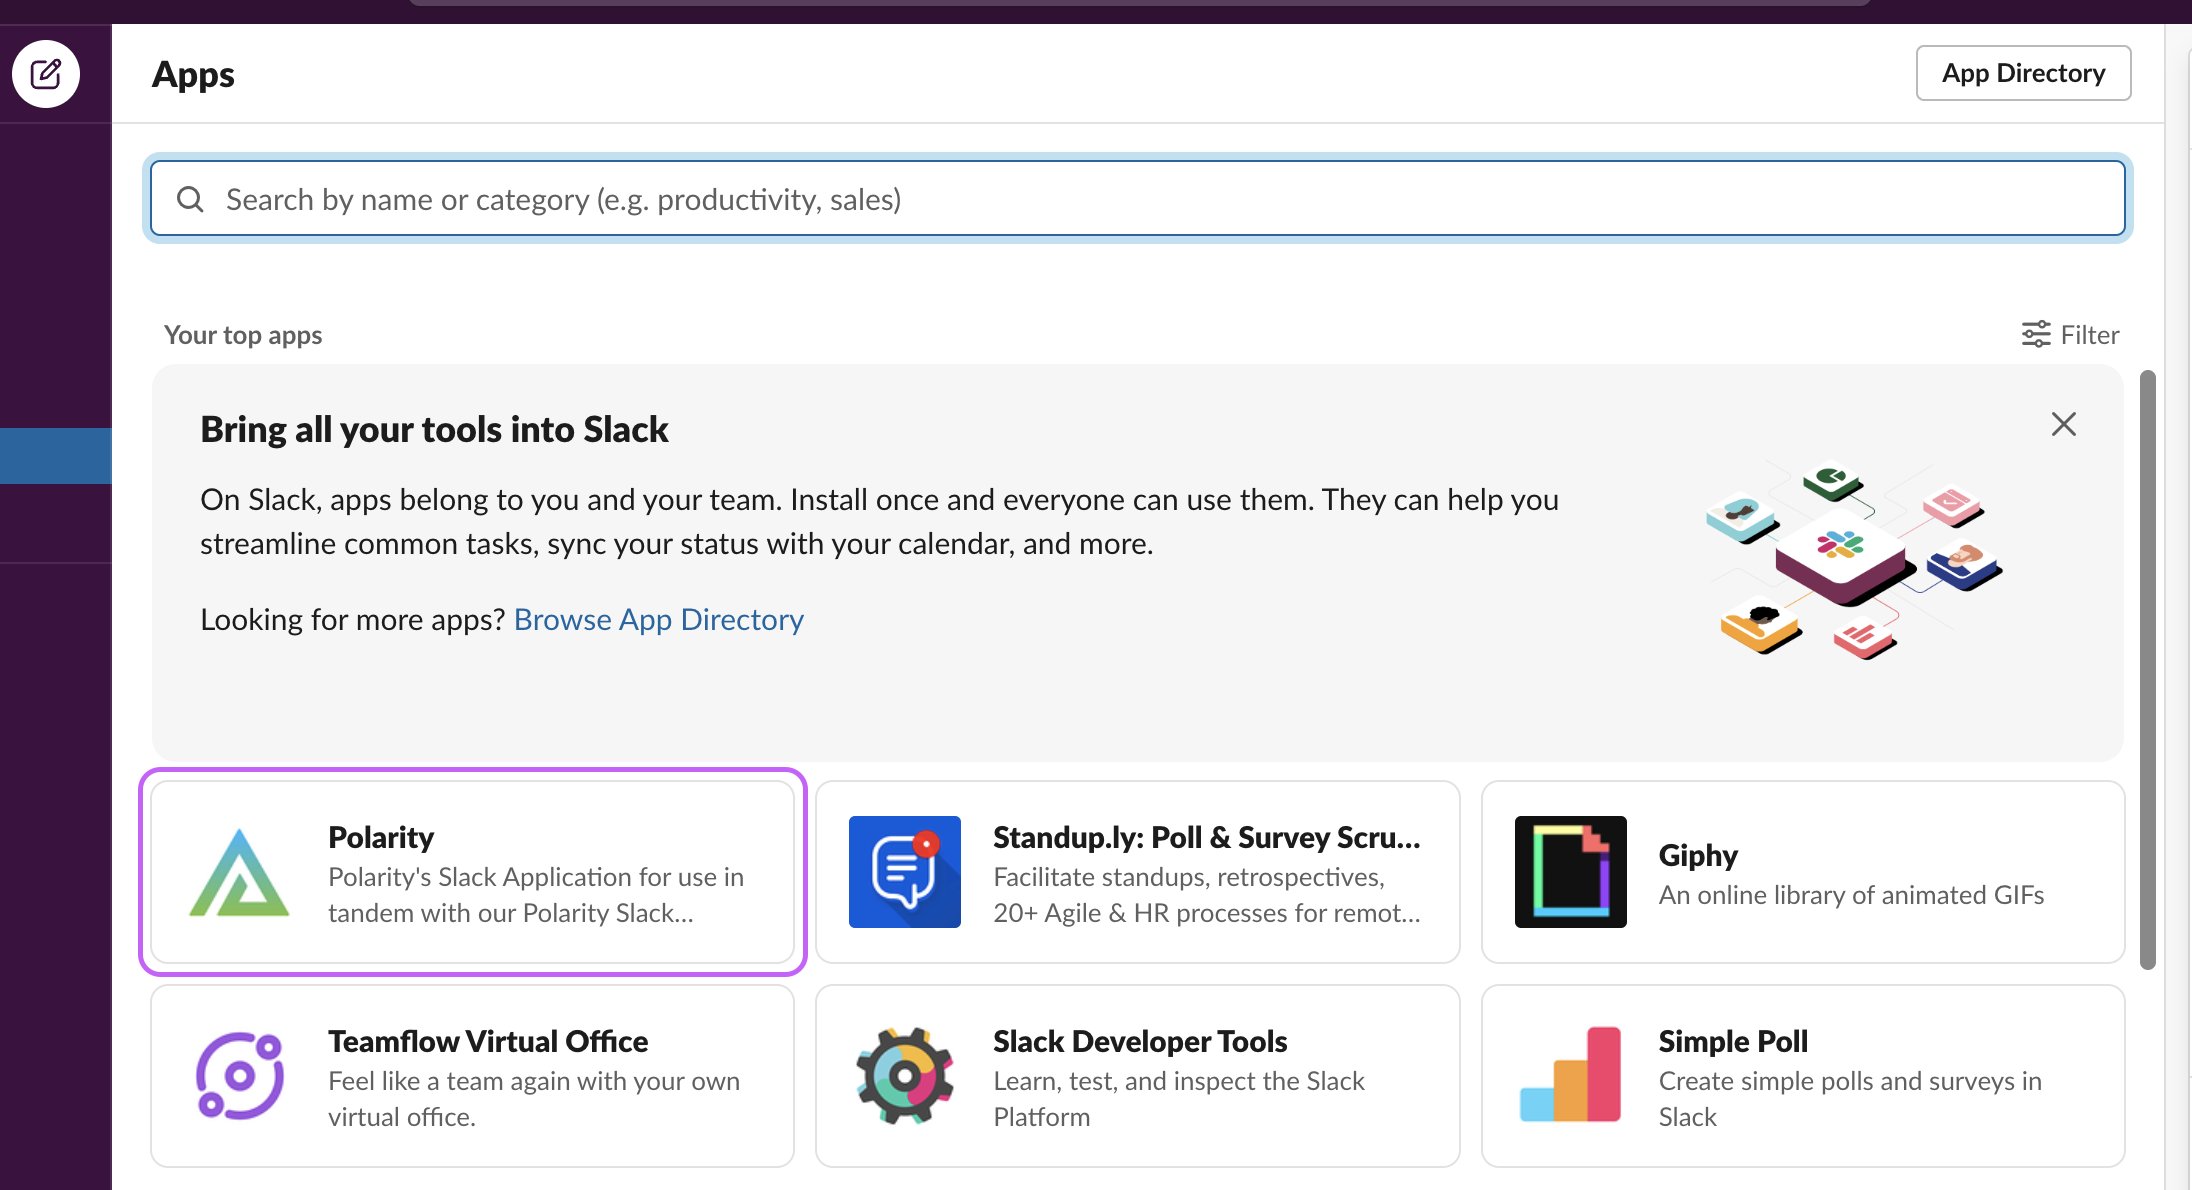 Apps
App Directory
Search by name or category (e.g. productivity, sales)
Your top apps
Filter
Bring all your tools into Slack
On Slack, apps belong to you and your team. Install once and everyone can use them. They can help you
streamline common tasks, sync your status with your calendar, and more.
Looking for more apps? Browse App Directory
Polarity
Polarity's Slack Application for use in
tandem with our Polarity Slack...
Standup.ly: Poll & Survey Scru...
Facilitate standups, retrospectives,
20+ Agile & HR processes for remot...
Giphy
An online library of animated GIFs
Teamflow Virtual Office
Feel like a team again with your own
virtual office.
Slack Developer Tools
Learn, test, and inspect the Slack
Platform
Simple Poll
Create simple polls and surveys in
Slack